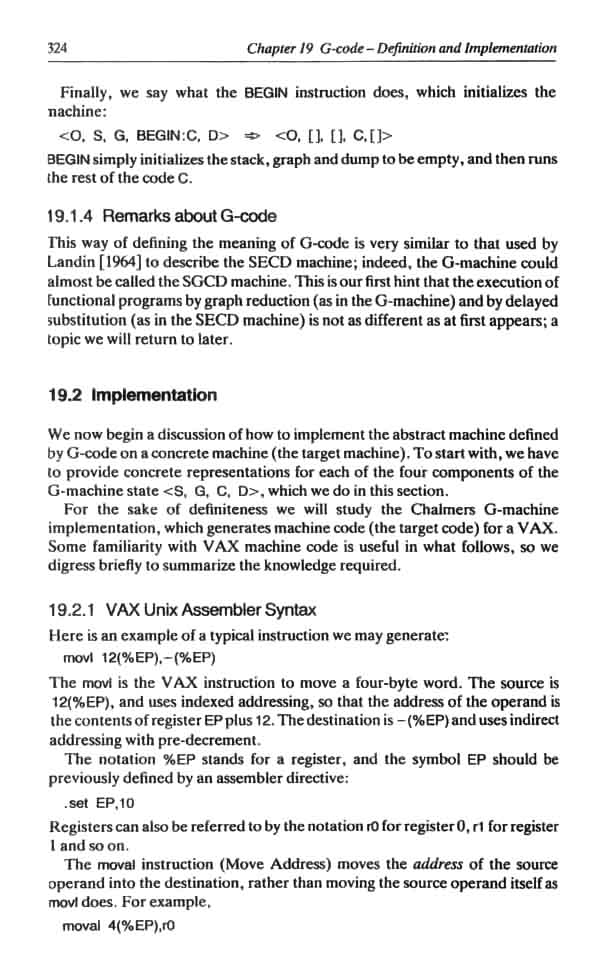 324 Chapter 19 G-code – Definition and Implementation
Finally, we say what the BEGIN instruction does, which initializes the
machine:
<O, S, G, BEGIN:C, D> ⇒ <O, [], [], C,[]>
BEGIN simply initializes the stack, graph and dump to be empty, and then runs
the rest of the code C.
19.1.4 Remarks about G-code
This way of defining the meaning of G-code is very similar to that used by
Landin [1964] to describe the SECD machine; indeed, the G-machine could
almost be called the SGCD machine. This is our first hint that the execution of
functional programs by graph reduction (as in the G-machine) and by delayed
substitution (as in the SECD machine) is not as different as at first appears; a
topic we will return to later.
19.2 Implementation
We now begin a discussion of how to implement the abstract machine defined
by G-code on a concrete machine (the target machine). To start with, we have
to provide concrete representations for each of the four components of the
G-machine state <S, G, C, D>, which we do in this section.
For the sake of definiteness we will study the Chalmers G-machine
implementation, which generates machine code (the target code) for a VAX.
Some familiarity with VAX machine code is useful in what follows, so we
digress briefly to summarize the knowledge required.
19.2.1 VAX Unix Assembler Syntax
Here is an example of a typical instruction we may generate:
movl 12(%EP),–(%EP)
The movl is the VAX instruction to move a four-byte word. The source is
12(%EP), and uses indexed addressing, so that the address of the operand is
the contents of register EP plus 12. The destination is –(%EP) and uses indirect
addressing with pre-decrement.
The notation %EP stands for a register, and the symbol EP should be
previously defined by an assembler directive:
.set EP,10
Registers can also be referred to by the notation r0 for register 0, r1 for register
1 and so on.
The moval instruction (Move Address) moves the address of the source
operand into the destination, rather than moving the source operand itself as
movl does. For example,
moval 4(%EP),r0